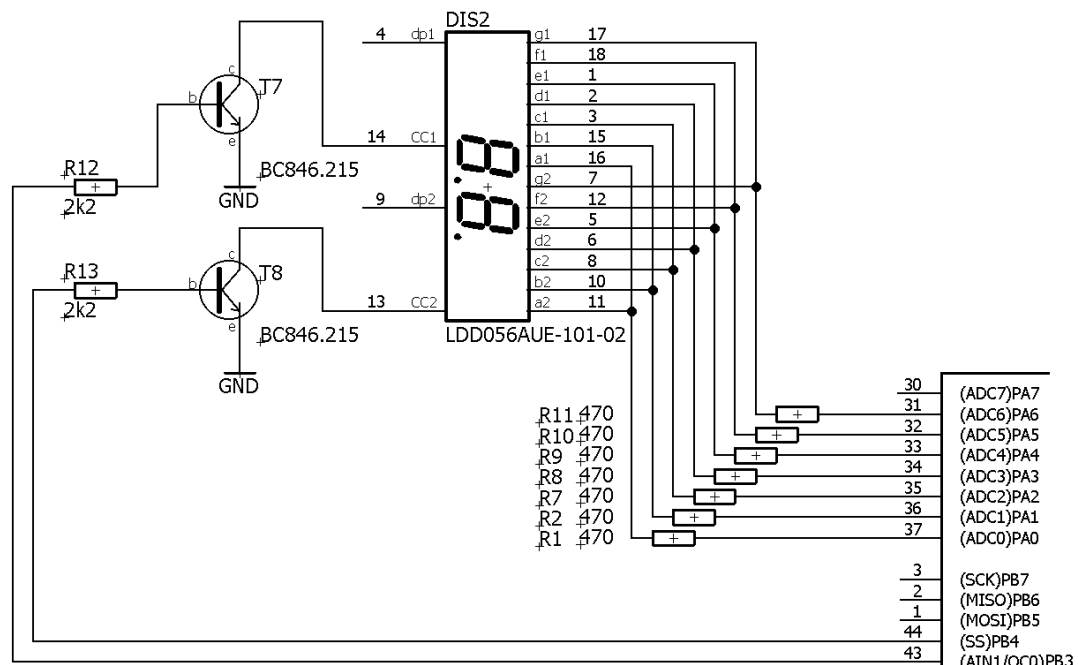 DIS2
4 dp1
g1 17
f1 18
e1 1
d1 2
c1 3
b1 15
a1 16
g2 7
f2 12
e2 5
d2 6
c2 8
b2 10
a2 11
14 CC1
9 dp2
13 CC2
LDD056AUE-101-02
c
b
e
T7
BC846.215
GND
R12
2k2
c
b
e
T8
BC846.215
GND
R13
2k2
R11 470
R10 470
R9 470
R8 470
R7 470
R2 470
R1 470
30 (ADC7)PA7
31 (ADC6)PA6
32 (ADC5)PA5
33 (ADC4)PA4
34 (ADC3)PA3
35 (ADC2)PA2
36 (ADC1)PA1
37 (ADC0)PA0
3 (SCK)PB7
2 (MISO)PB6
1 (MOSI)PB5
44 (SS)PB4
43 (AIN1/OC0)PB3